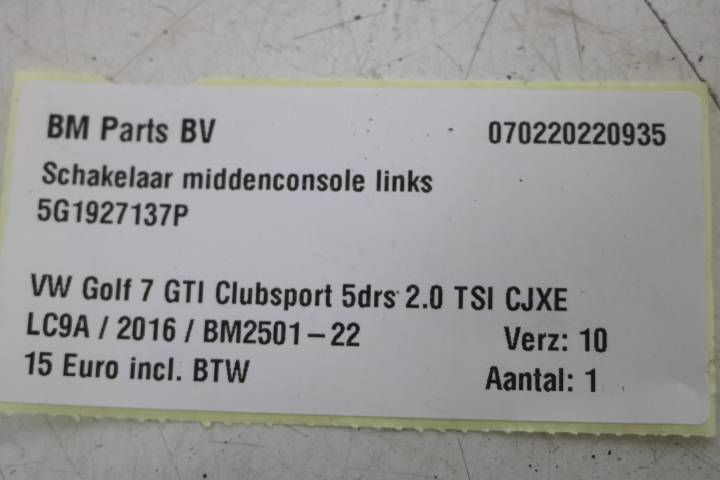 BM Parts BV 070220220935
Schakelaar middenconsole links
5G1927137P
VW Golf 7 GTI Clubsport 5drs 2.0 TSI CJXE
LC9A / 2016 / BM2501-22 Verz: 10
15 Euro incl. BTW Aantal: 1